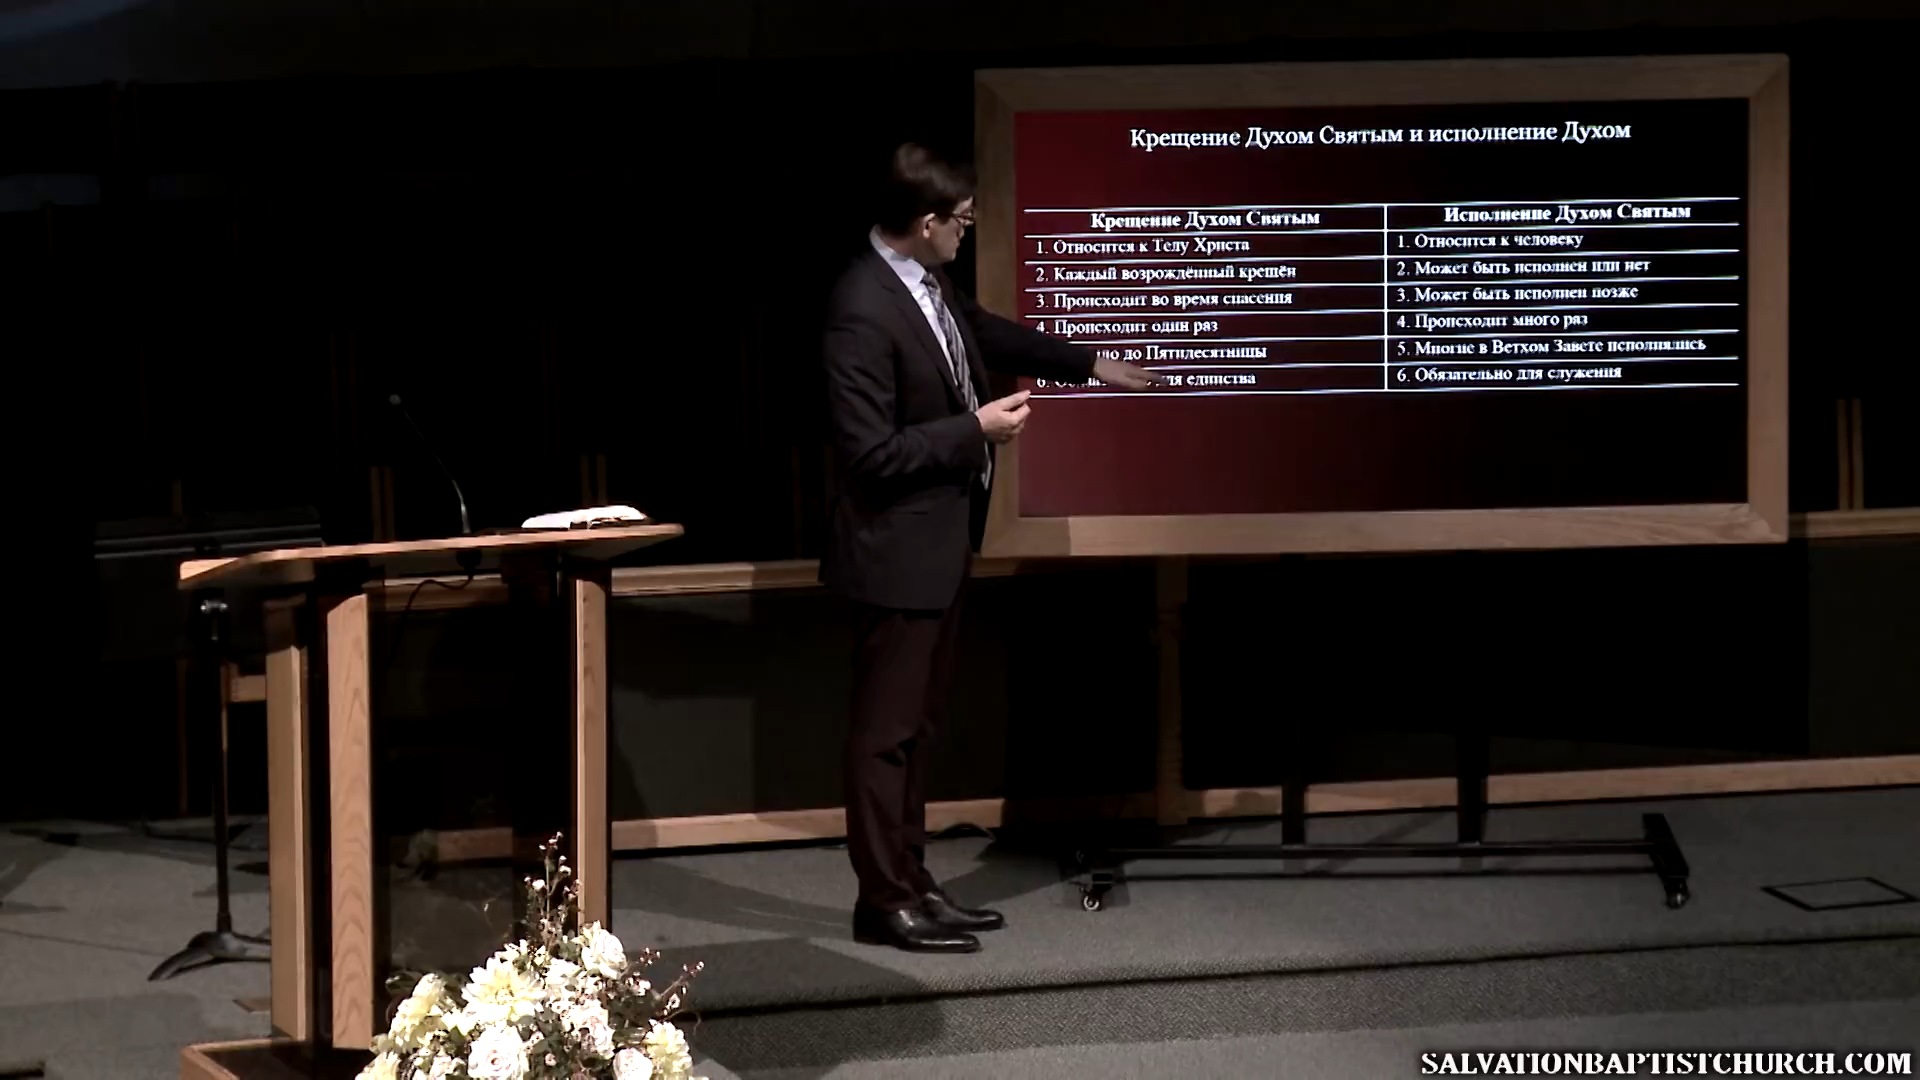 Крещение Духом Святым и исполнение Духом
Крещение Духом Святым
Исполнение Духом Святым
1. Относится к Телу Христа
1. Относится к человеку
2. Каждый возрождённый крещён
2. Может быть исполнен или нет
3. Происходит во время спасения
3. Может быть исполнен позже
4. Происходит один раз
4. Происходит много раз
до Пятидесятницы
5. Многие в Ветхом Завете исполнялись
6. для единства
6. Обязательно для служения
SALVATIONBAPTISTCHURCH.COM